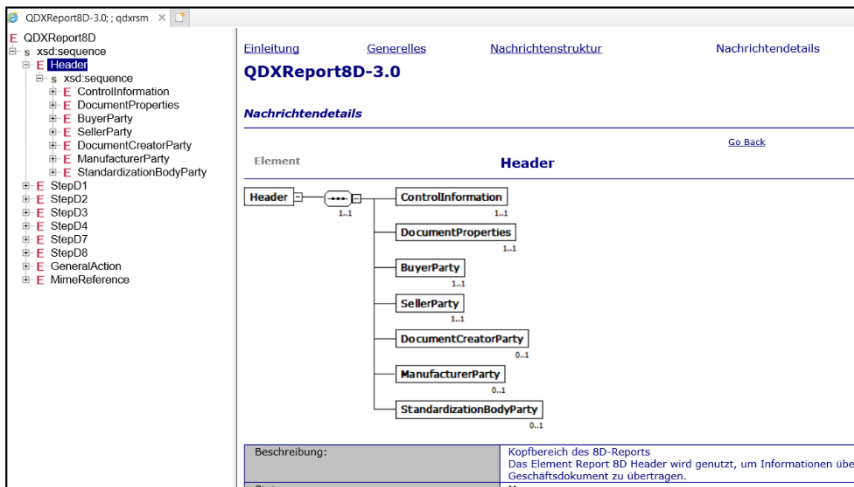 QDXReport8D-3.0; ; qdxrsm
E QDXReport8D
s xsd:sequence
E Header
s xsd:sequence
E ControlInformation
E DocumentProperties
E BuyerParty
E SellerParty
E DocumentCreatorParty
E ManufacturerParty
E StandardizationBodyParty
E StepD1
E StepD2
E StepD3
E StepD4
E StepD7
E StepD8
E GeneralAction
E MimeReference
Einleitung Generelles Nachrichtenstruktur Nachrichtendetails
QDXReport8D-3.0
Nachrichtendetails
Go Back
Element Header
Header
1..1
ControlInformation
1..1
DocumentProperties
1..1
BuyerParty
1..1
SellerParty
1..1
DocumentCreatorParty
0..1
ManufacturerParty
0..1
StandardizationBodyParty
0..1
Beschreibung: Kopfbereich des 8D-Reports
Das Element Report 8D Header wird genutzt, um Informationen übe
Geschäftsdokument zu übertragen.